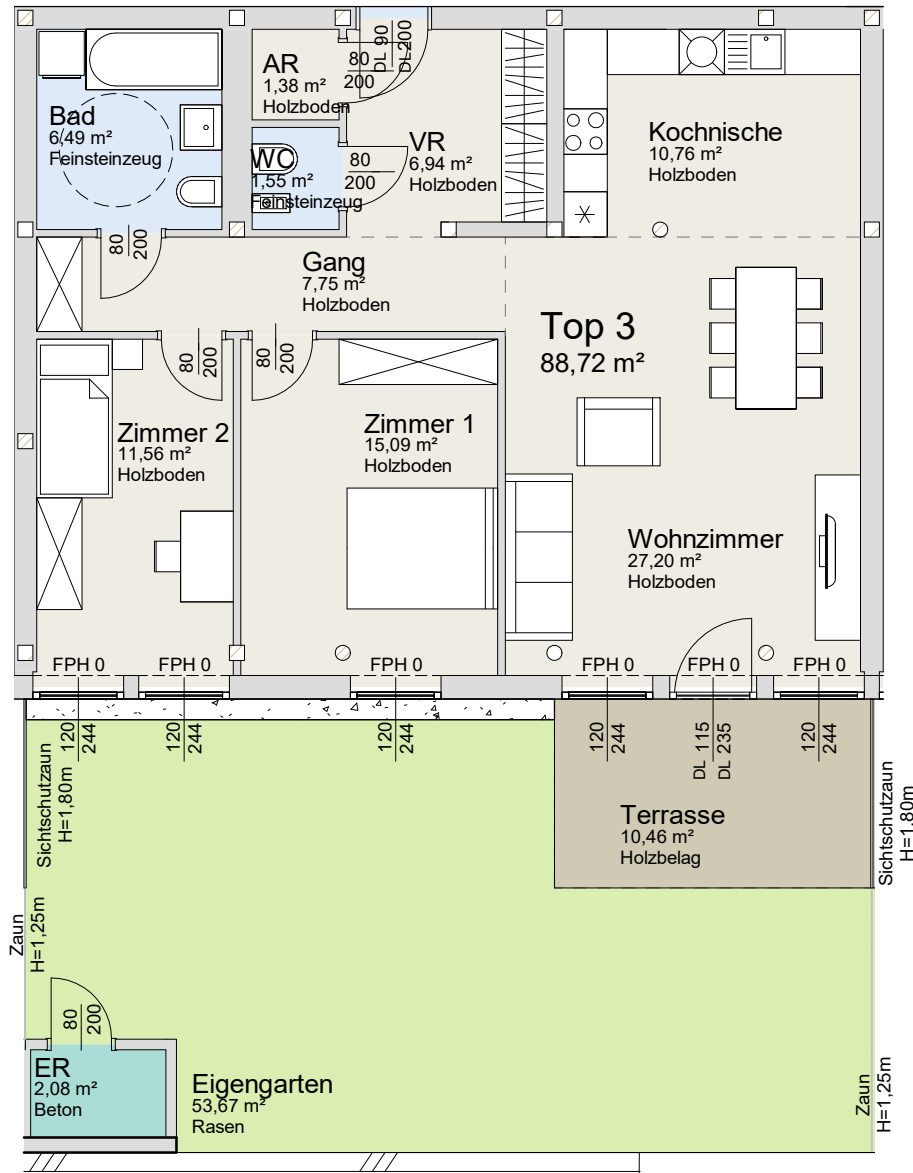 DL 90
DL200
80
200
AR
1,38 m²
Holzboden
Bad
6,49 m²
Feinsteinzeug
VR
6,94 m²
Holzboden
Kochnische
10,76 m²
Holzboden
WC
1,55 m²
Feinsteinzeug
80
200
80
200
Gang
7,75 m²
Holzboden
Top 3
88,72 m²
80
200
80
200
Zimmer 2
11,56 m²
Holzboden
Zimmer 1
15,09 m²
Holzboden
Wohnzimmer
27,20 m²
Holzboden
FPH 0
FPH 0
FPH 0
FPH 0
FPH 0
FPH 0
120
244
120
244
120
244
120
244
DL 115
DL 235
120
244
Sichtschutzaun
H=1,80m
Terrasse
10,46 m²
Holzbelag
Sichtschutzaun
H=1,80m
Zaun
H=1,25m
80
200
ER
2,08 m²
Beton
Eigengarten
53,67 m²
Rasen
Zaun
H=1,25m